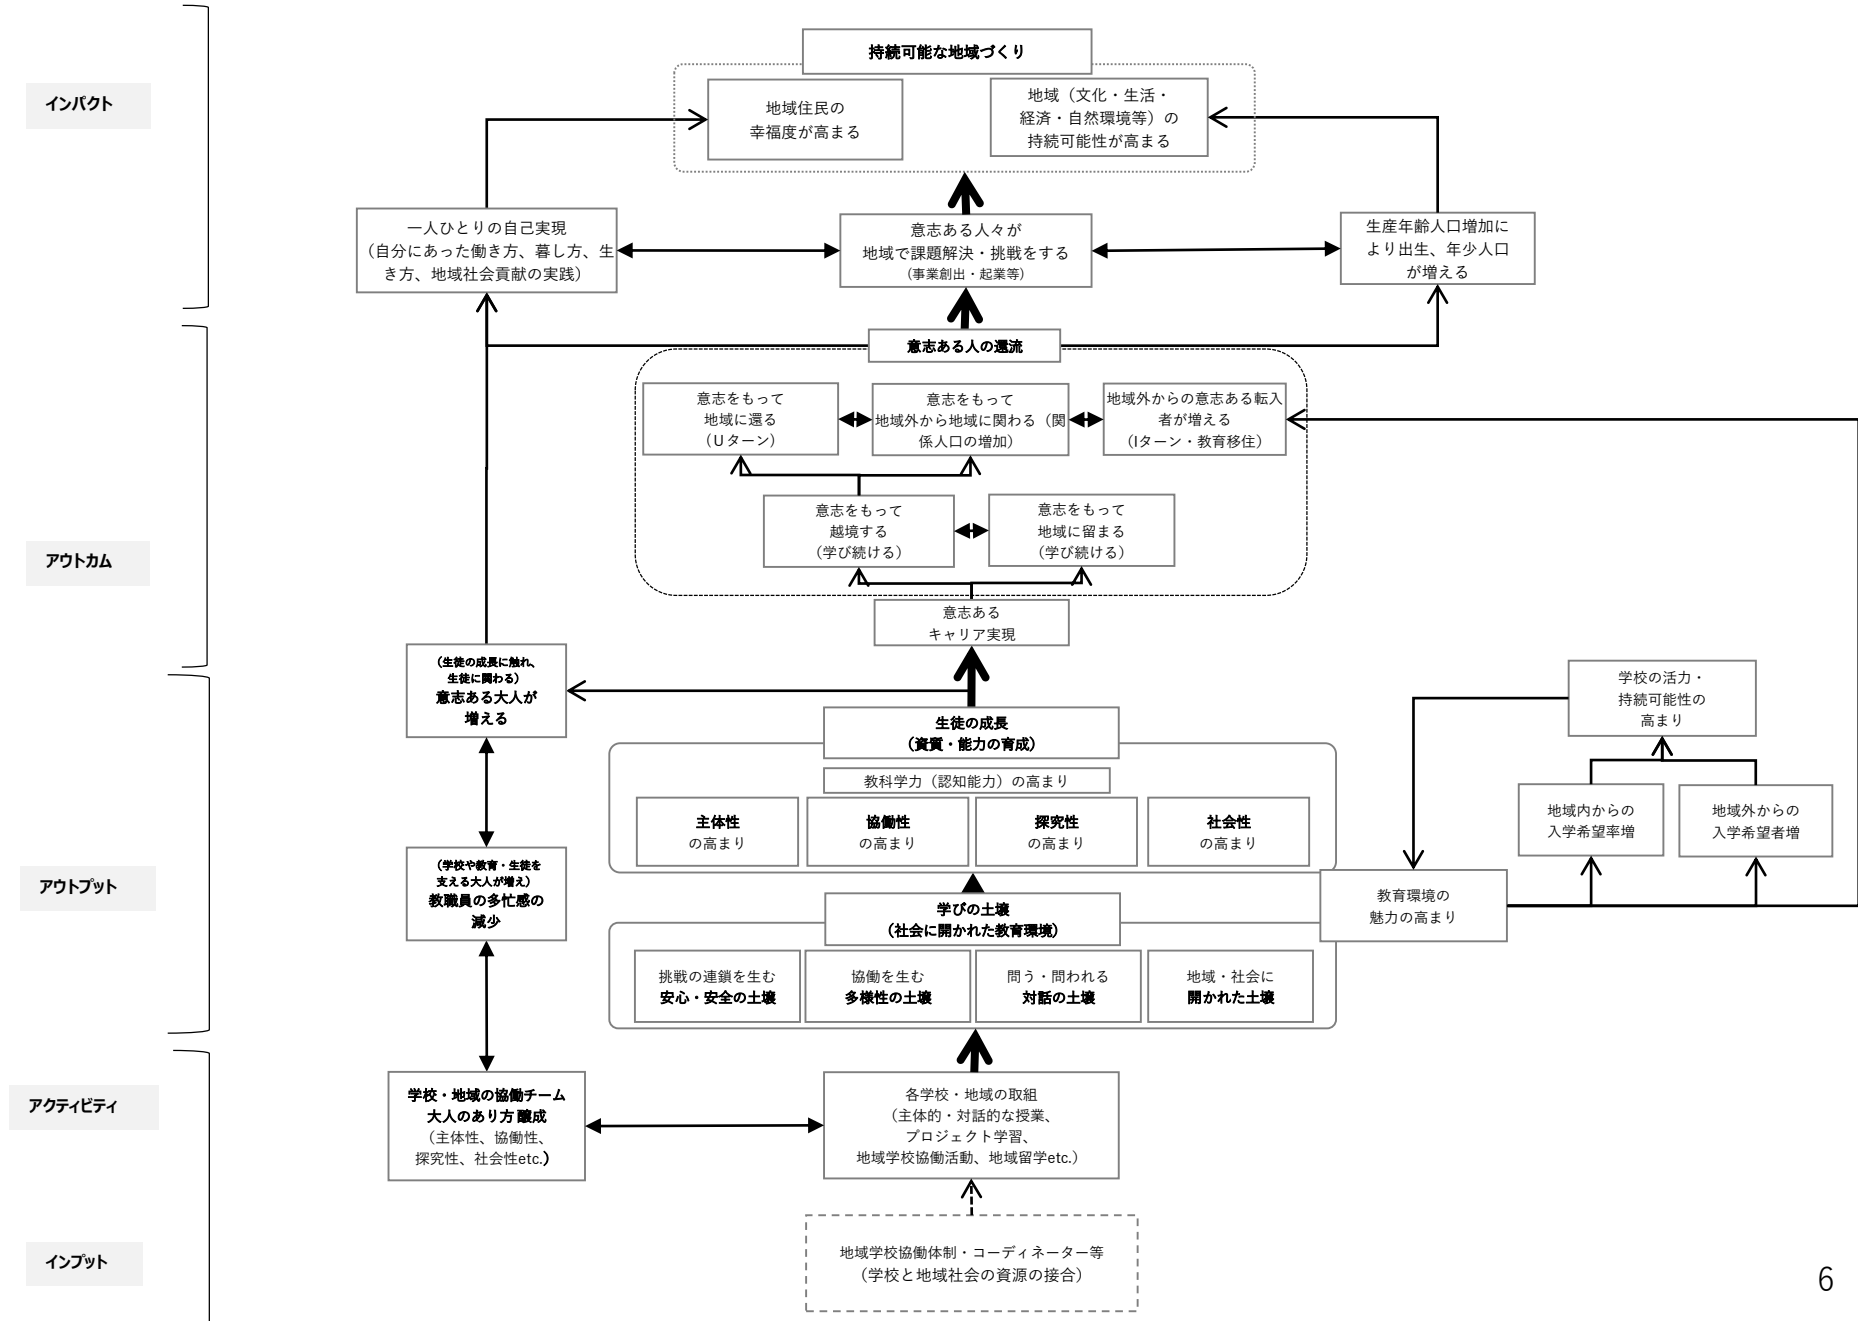 インパクト
持続可能な地域づくり
地域住民の
幸福度が高まる
地域（文化・生活・
経済・自然環境等）の
持続可能性が高まる
一人ひとりの自己実現
（自分にあった働き方、暮し方、生
き方、地域社会貢献の実践）
意志ある人々が
地域で課題解決・挑戦をする
（事業創出・起業等）
生産年齢人口増加に
より出生、年少人口
が増える
アウトカム
意志ある人の還流
意志をもって
地域に還る
（Uターン）
意志をもって
地域外から地域に関わる（関
係人口の増加）
地域外からの意志ある転入
者が増える
（Iターン・教育移住）
意志をもって
越境する
（学び続ける）
意志をもって
地域に留まる
（学び続ける）
意志ある
キャリア実現
アウトプット
（生徒の成長に触れ、
生徒に関わる）
意志ある大人が
増える
学校の活力・
持続可能性の
高まり
生徒の成長
（資質・能力の育成）
教科学力（認知能力）の高まり
主体性
の高まり
協働性
の高まり
探究性
の高まり
社会性
の高まり
地域内からの
入学希望率増
地域外からの
入学希望者増
（学校や教育・生徒を
支える大人が増え）
教職員の多忙感の
減少
教育環境の
魅力の高まり
学びの土壌
（社会に開かれた教育環境）
挑戦の連鎖を生む
安心・安全の土壌
協働を生む
多様性の土壌
問う・問われる
対話の土壌
地域・社会に
開かれた土壌
アクティビティ
学校・地域の協働チーム
大人のあり方醸成
（主体性、協働性、
探究性、社会性etc.）
各学校・地域の取組
（主体的・対話的な授業、
プロジェクト学習、
地域学校協働活動、地域留学etc.）
インプット
地域学校協働体制・コーディネーター等
（学校と地域社会の資源の接合）
6